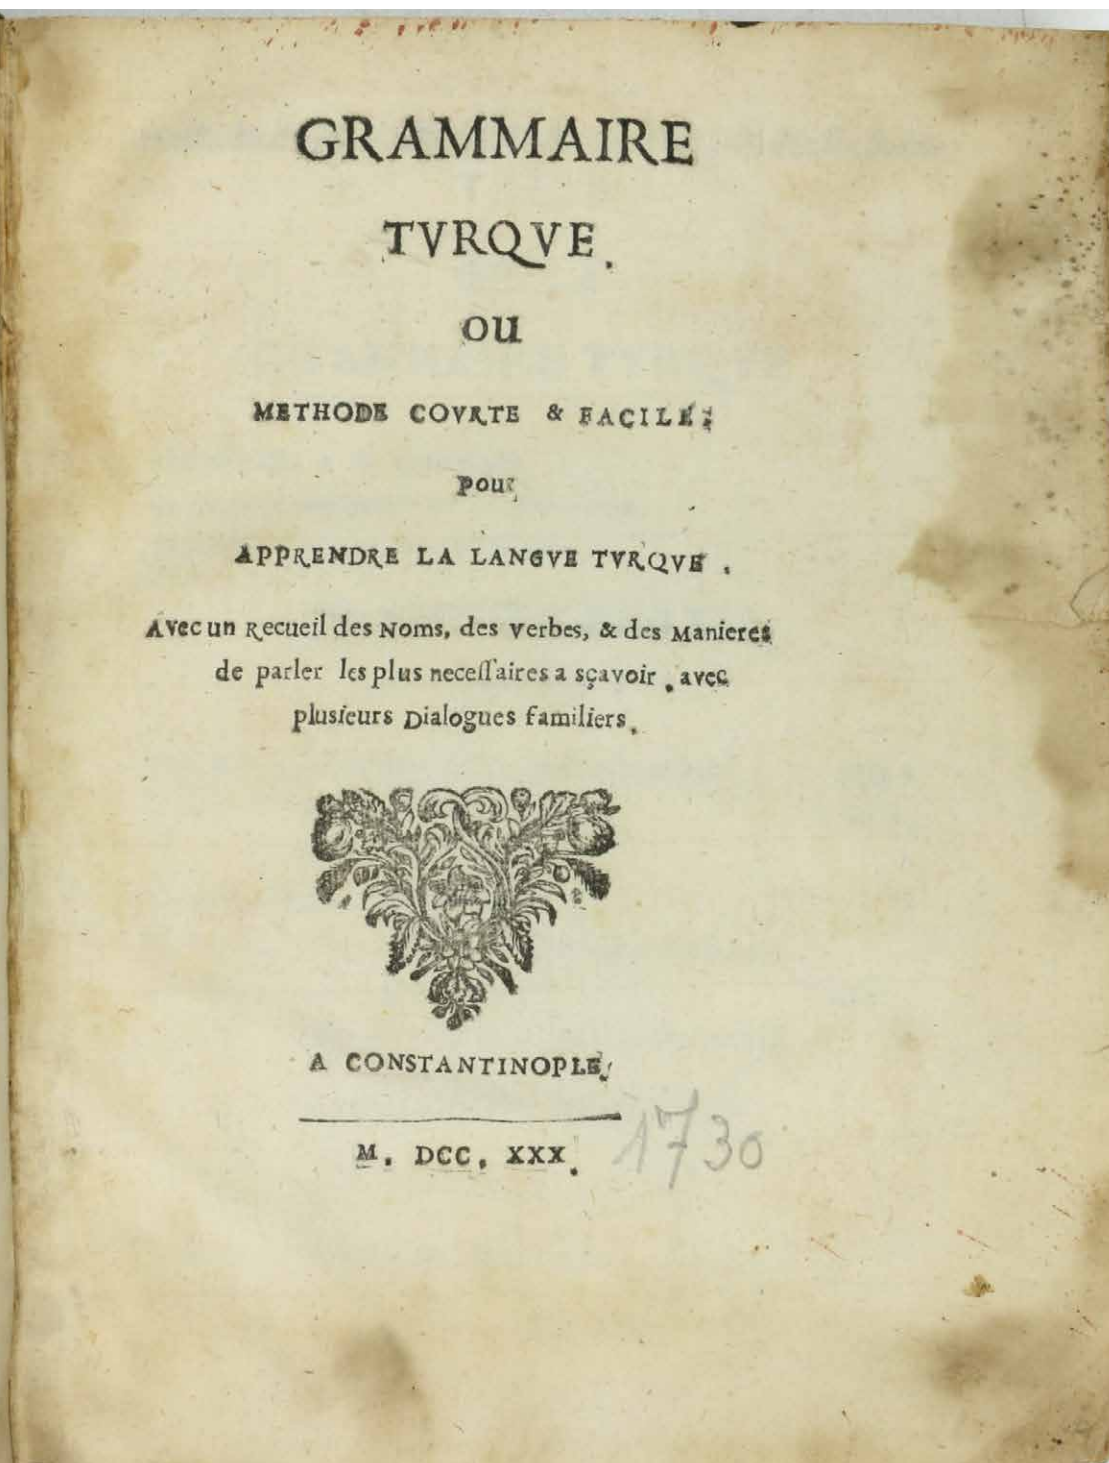 GRAMMAIRE
TVRQVE.
OU
METHODE COVRTE & FACILE;
pour
APPRENDRE LA LANGVE TVRQVE.
Avec un Recueil des Noms, des verbes, & des Manieres
de parler les plus necessaires a sçavoir. avec
plusieurs Dialogues familiers.
A CONSTANTINOPLE.
M. DCC. XXX. 1730